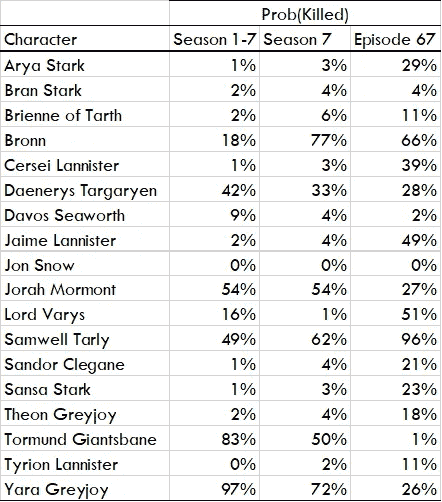 Prob(Killed)
Character Season 1-7 Season 7 Episode 67
Arya Stark 1% 3% 29%
Bran Stark 2% 4% 4%
Brienne of Tarth 2% 6% 11%
Bronn 18% 77% 66%
Cersei Lannister 1% 3% 39%
Daenerys Targaryen 42% 33% 28%
Davos Seaworth 9% 4% 2%
Jaime Lannister 2% 4% 49%
Jon Snow 0% 0% 0%
Jorah Mormont 54% 54% 27%
Lord Varys 16% 1% 51%
Samwell Tarly 49% 62% 96%
Sandor Clegane 1% 4% 21%
Sansa Stark 1% 3% 23%
Theon Greyjoy 2% 4% 18%
Tormund Giantsbane 83% 50% 1%
Tyrion Lannister 0% 2% 11%
Yara Greyjoy 97% 72% 26%